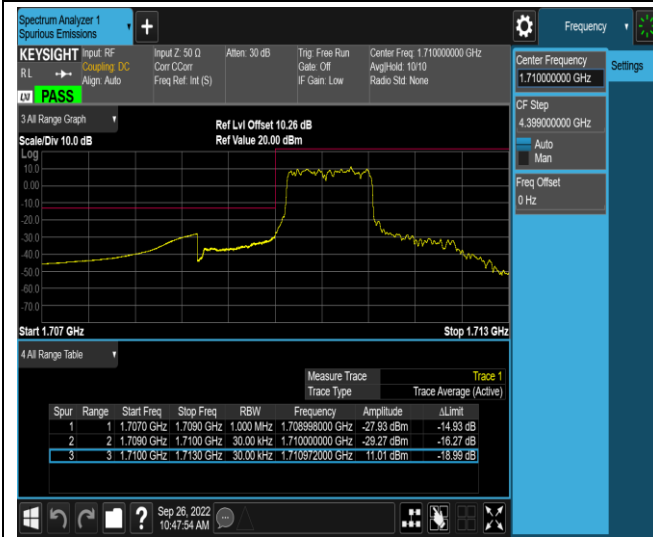 Spectrum Analyzer 1
Spurious Emissions
Frequency
KEYSIGHT
RL
LXI
PASS
Input: RF
Coupling: DC
Align: Auto
Input Z: 50 Ω
Corr CCorr
Freq Ref: Int (S)
Atten: 30 dB
Trig: Free Run
Gate: Off
IF Gain: Low
Center Freq: 1.710000000 GHz
Avg|Hold: 10/10
Radio Std: None
Center Frequency
1.710000000 GHz
Settings
CF Step
4.399000000 GHz
Auto
Man
Freq Offset
0 Hz
3 All Range Graph
Scale/Div 10.0 dB
Ref Lvl Offset 10.26 dB
Ref Value 20.00 dBm
Log
10.0
0.00
-10.0
-20.0
-30.0
-40.0
-50.0
-60.0
-70.0
Start 1.707 GHz
Stop 1.713 GHz
4 All Range Table
Measure Trace Trace 1
Trace Type Trace Average (Active)
Spur Range Start Freq Stop Freq RBW Frequency Amplitude ΔLimit
1 1 1.7070 GHz 1.7090 GHz 1.000 MHz 1.708998000 GHz -27.93 dBm -14.93 dB
2 2 1.7090 GHz 1.7100 GHz 30.00 kHz 1.710000000 GHz -29.27 dBm -16.27 dB
3 3 1.7100 GHz 1.7130 GHz 30.00 kHz 1.710972000 GHz 11.01 dBm -18.99 dB
Sep 26, 2022
10:47:54 AM